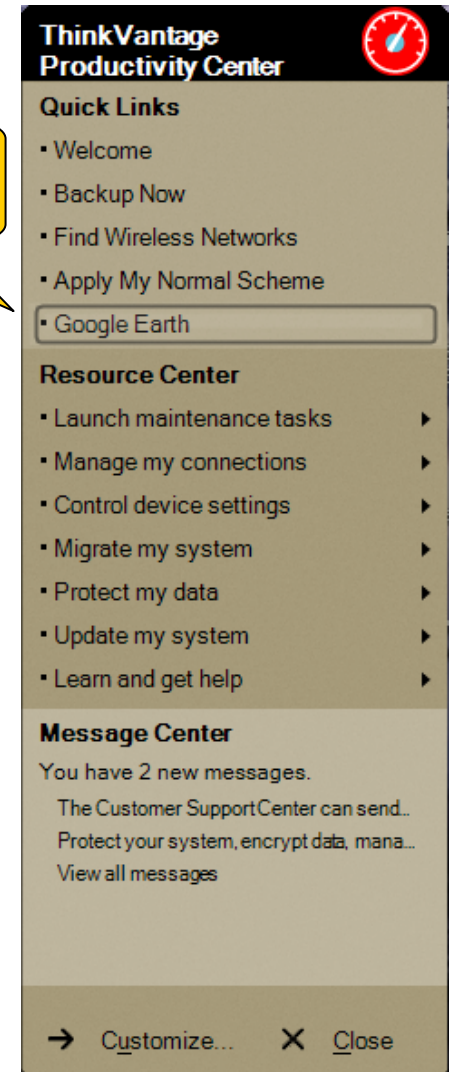 ThinkVantage
Productivity Center
Quick Links
▪ Welcome
▪ Backup Now
▪ Find Wireless Networks
▪ Apply My Normal Scheme
▪ Google Earth
Resource Center
▪ Launch maintenance tasks
▪ Manage my connections
▪ Control device settings
▪ Migrate my system
▪ Protect my data
▪ Update my system
▪ Learn and get help
Message Center
You have 2 new messages.
The Customer Support Center can send...
Protect your system, encrypt data, mana...
View all messages
→ Customize... X Close